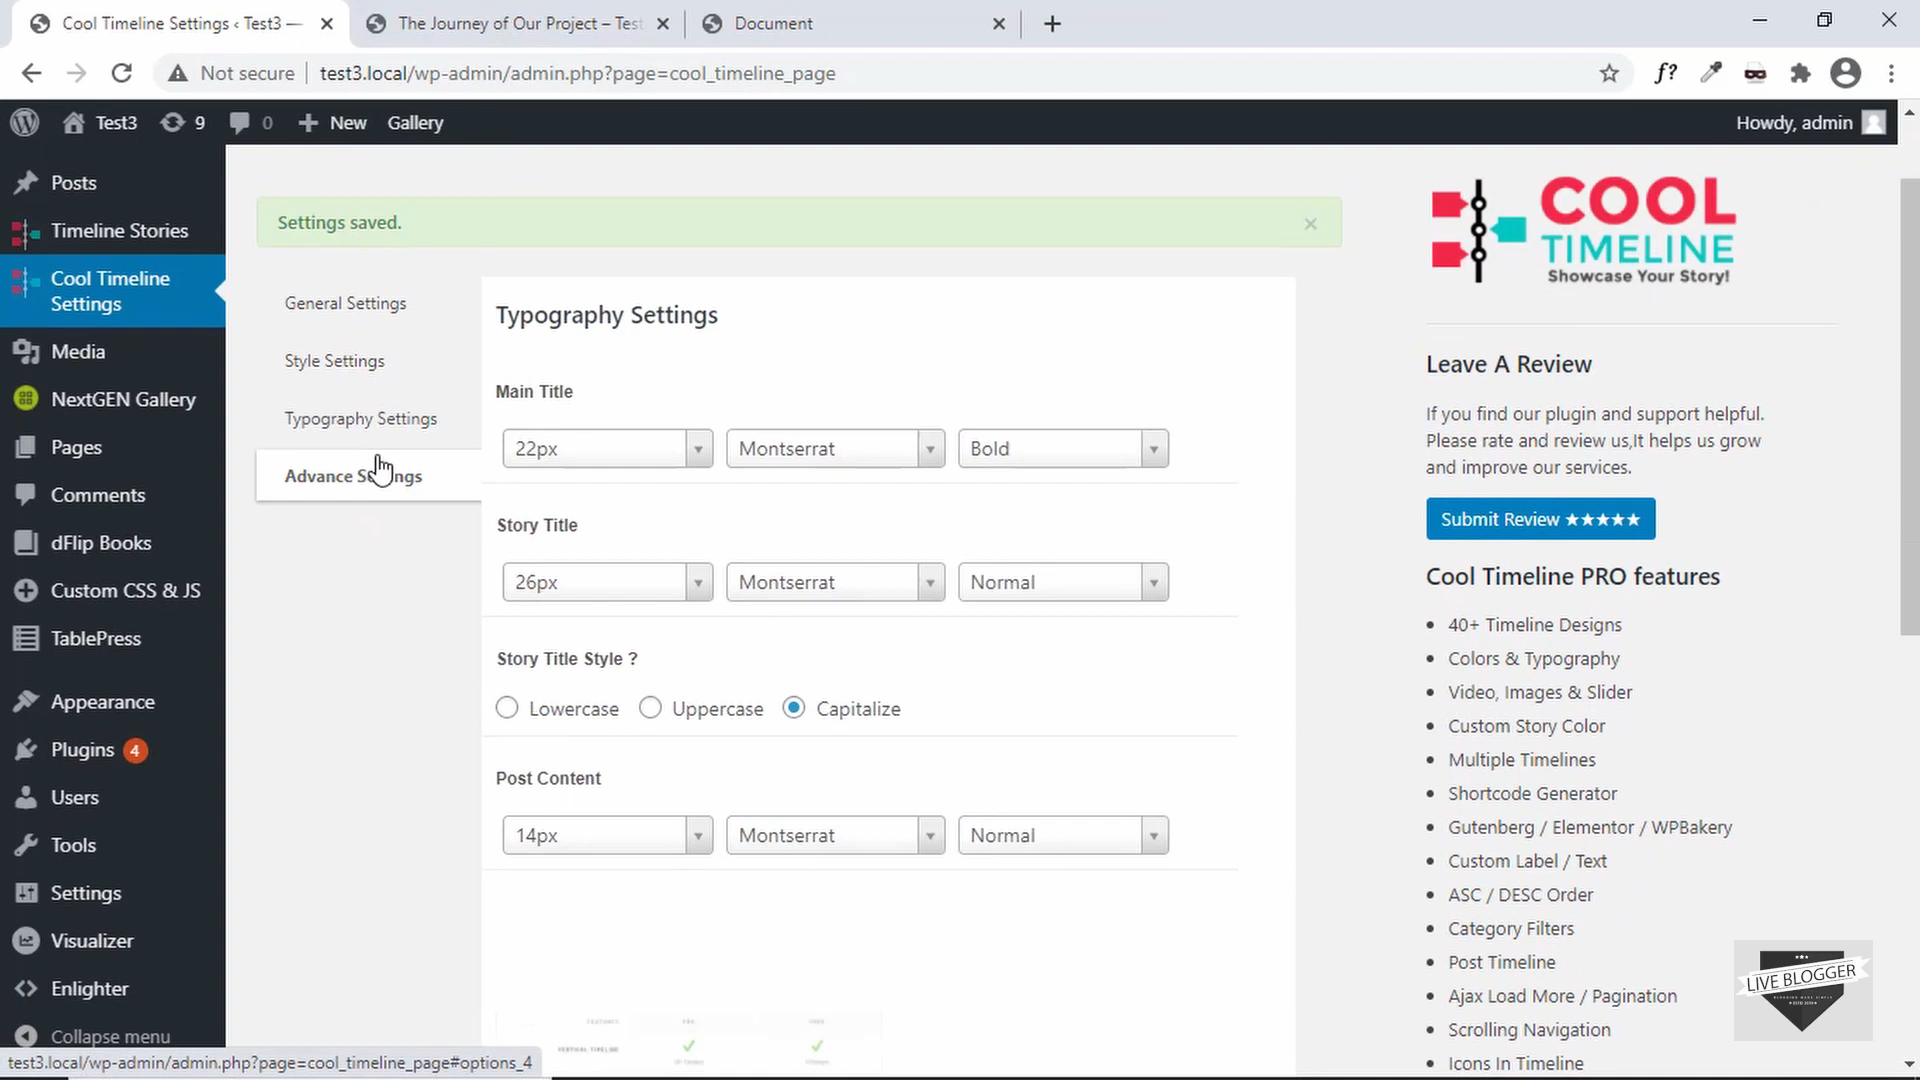 Cool Timeline Settings ‹ Test3 —
The Journey of Our Project – Test
Document
Not secure
test3.local/wp-admin/admin.php?page=cool_timeline_page
f?
Test3
9
0
New
Gallery
Howdy, admin
Posts
Timeline Stories
Cool Timeline
Settings
Media
NextGEN Gallery
Pages
Comments
dFlip Books
Custom CSS & JS
TablePress
Appearance
Plugins 4
Users
Tools
Settings
Visualizer
Enlighter
Collapse menu
Settings saved.
×
General Settings
Style Settings
Typography Settings
Advance Settings
Typography Settings
Main Title
22px
Montserrat
Bold
Story Title
26px
Montserrat
Normal
Story Title Style ?
Lowercase
Uppercase
Capitalize
Post Content
14px
Montserrat
Normal
FEATURES
VERTICAL TIMELINE
COOL
TIMELINE
Showcase Your Story!
Leave A Review
If you find our plugin and support helpful.
Please rate and review us,It helps us grow
and improve our services.
Submit Review ★★★★★
Cool Timeline PRO features
40+ Timeline Designs
Colors & Typography
Video, Images & Slider
Custom Story Color
Multiple Timelines
Shortcode Generator
Gutenberg / Elementor / WPBakery
Custom Label / Text
ASC / DESC Order
Category Filters
Post Timeline
Ajax Load More / Pagination
Scrolling Navigation
Icons In Timeline
LIVE BLOGGER
test3.local/wp-admin/admin.php?page=cool_timeline_page#options_4